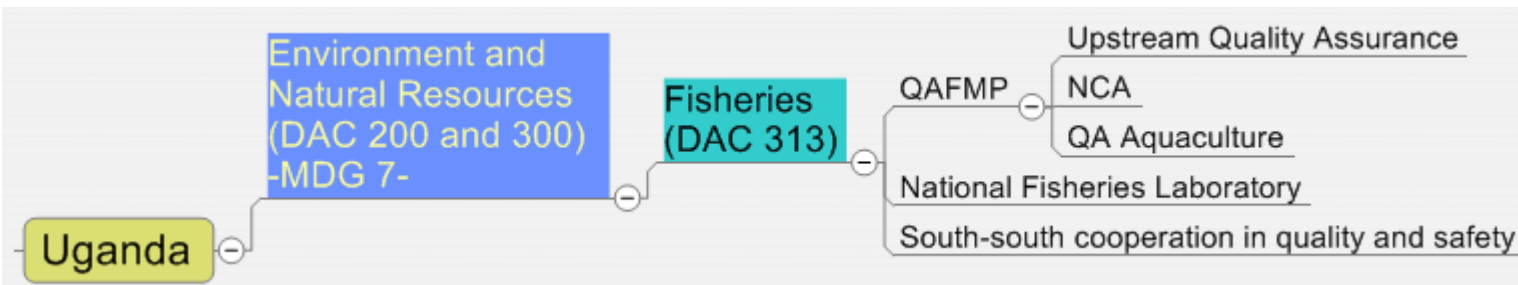 Uganda
Environment and
Natural Resources
(DAC 200 and 300)
-MDG 7-
Fisheries
(DAC 313)
QAFMP
Upstream Quality Assurance
NCA
QA Aquaculture
National Fisheries Laboratory
South-south cooperation in quality and safety